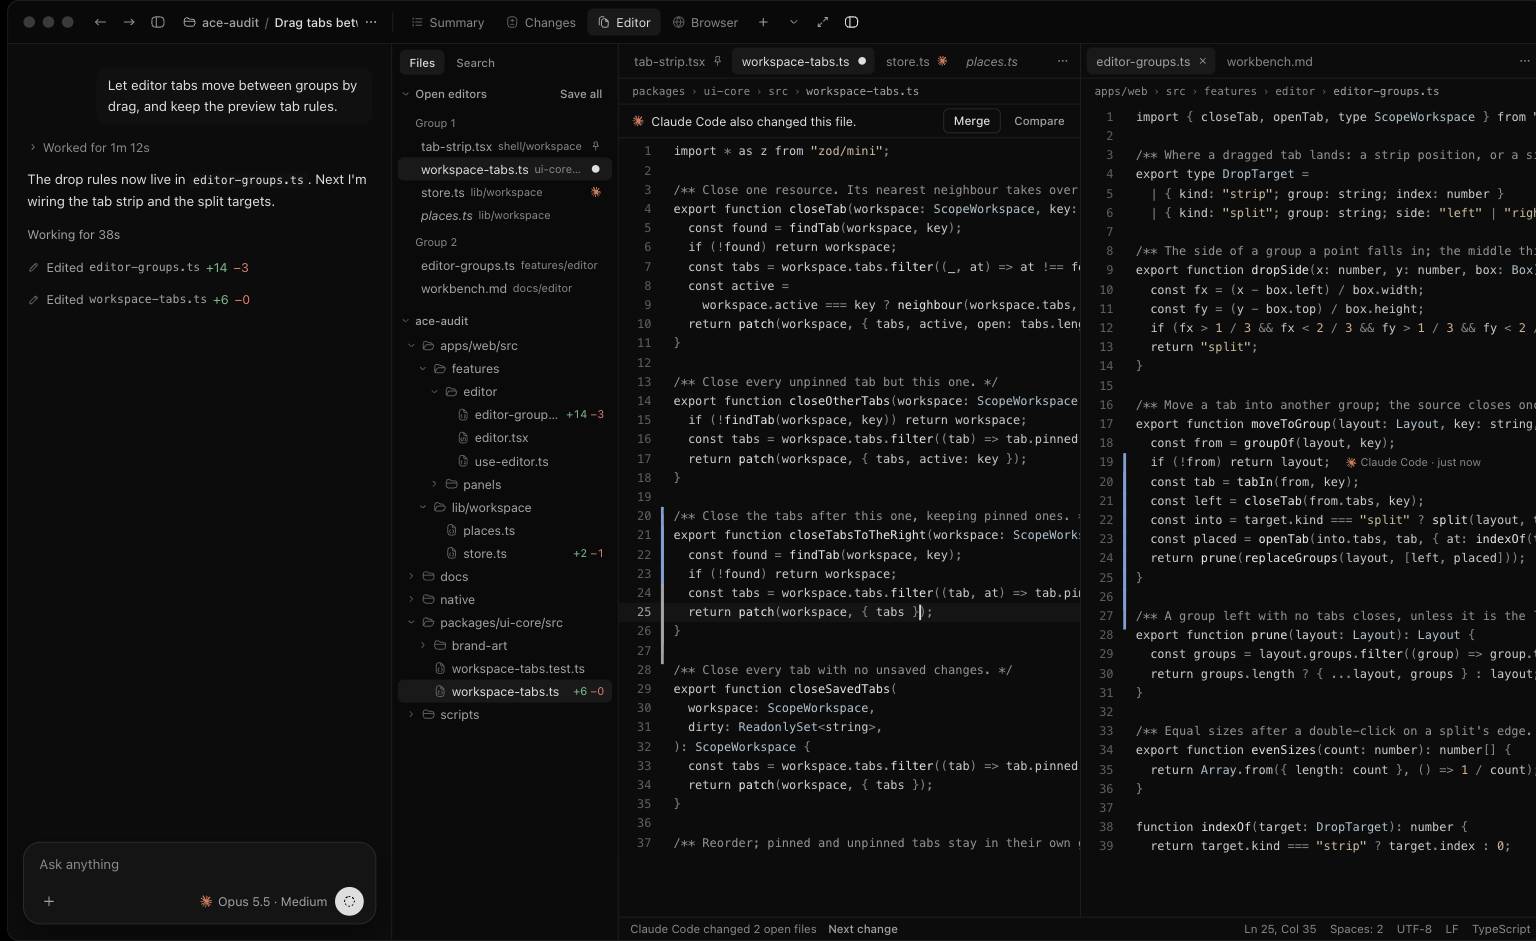 ace-audit / Drag tabs betw ...
Summary
Changes
Editor
Browser
Let editor tabs move between groups by
drag, and keep the preview tab rules.
Worked for 1m 12s
The drop rules now live in editor-groups.ts. Next I'm
wiring the tab strip and the split targets.
Working for 38s
Edited editor-groups.ts +14 −3
Edited workspace-tabs.ts +6 −0
Ask anything
Opus 5.5 · Medium
Files
Search
Open editors
Save all
Group 1
tab-strip.tsx shell/workspace
workspace-tabs.ts ui-core...
store.ts lib/workspace
places.ts lib/workspace
Group 2
editor-groups.ts features/editor
workbench.md docs/editor
ace-audit
apps/web/src
features
editor
editor-group... +14 −3
editor.tsx
use-editor.ts
panels
lib/workspace
places.ts
store.ts +2 −1
docs
native
packages/ui-core/src
brand-art
workspace-tabs.test.ts
workspace-tabs.ts +6 −0
scripts
tab-strip.tsx
workspace-tabs.ts
store.ts
places.ts
...
packages › ui-core › src › workspace-tabs.ts
Claude Code also changed this file.
Merge
Compare
1 import * as z from "zod/mini";
2
3 /** Close one resource. Its nearest neighbour takes over
4 export function closeTab(workspace: ScopeWorkspace, key:
5 const found = findTab(workspace, key);
6 if (!found) return workspace;
7 const tabs = workspace.tabs.filter((_, at) => at !== fo
8 const active =
9 workspace.active === key ? neighbour(workspace.tabs,
10 return patch(workspace, { tabs, active, open: tabs.leng
11 }
12
13 /** Close every unpinned tab but this one. */
14 export function closeOtherTabs(workspace: ScopeWorkspace
15 if (!findTab(workspace, key)) return workspace;
16 const tabs = workspace.tabs.filter((tab) => tab.pinned
17 return patch(workspace, { tabs, active: key });
18 }
19
20 /** Close the tabs after this one, keeping pinned ones.
21 export function closeTabsToTheRight(workspace: ScopeWorks
22 const found = findTab(workspace, key);
23 if (!found) return workspace;
24 const tabs = workspace.tabs.filter((tab, at) => tab.pin
25 return patch(workspace, { tabs });
26 }
27
28 /** Close every tab with no unsaved changes. */
29 export function closeSavedTabs(
30 workspace: ScopeWorkspace,
31 dirty: ReadonlySet<string>,
32 ): ScopeWorkspace {
33 const tabs = workspace.tabs.filter((tab) => tab.pinned
34 return patch(workspace, { tabs });
35 }
36
37 /** Reorder; pinned and unpinned tabs stay in their own
editor-groups.ts ×
workbench.md
...
apps/web › src › features › editor › editor-groups.ts
1 import { closeTab, openTab, type ScopeWorkspace } from "
2
3 /** Where a dragged tab lands: a strip position, or a si
4 export type DropTarget =
5 | { kind: "strip"; group: string; index: number }
6 | { kind: "split"; group: string; side: "left" | "righ
7
8 /** The side of a group a point falls in; the middle thi
9 export function dropSide(x: number, y: number, box: Box
10 const fx = (x − box.left) / box.width;
11 const fy = (y − box.top) / box.height;
12 if (fx > 1 / 3 && fx < 2 / 3 && fy > 1 / 3 && fy < 2 /
13 return "split";
14 }
15
16 /** Move a tab into another group; the source closes onc
17 export function moveToGroup(layout: Layout, key: string,
18 const from = groupOf(layout, key);
19 if (!from) return layout; Claude Code · just now
20 const tab = tabIn(from, key);
21 const left = closeTab(from.tabs, key);
22 const into = target.kind === "split" ? split(layout, t
23 const placed = openTab(into.tabs, tab, { at: indexOf(t
24 return prune(replaceGroups(layout, [left, placed]));
25 }
26
27 /** A group left with no tabs closes, unless it is the l
28 export function prune(layout: Layout): Layout {
29 const groups = layout.groups.filter((group) => group.t
30 return groups.length ? { ...layout, groups } : layout;
31 }
32
33 /** Equal sizes after a double-click on a split's edge.
34 export function evenSizes(count: number): number[] {
35 return Array.from({ length: count }, () => 1 / count);
36 }
37
38 function indexOf(target: DropTarget): number {
39 return target.kind === "strip" ? target.index : 0;
Claude Code changed 2 open files
Next change
Ln 25, Col 35
Spaces: 2
UTF-8
LF
TypeScript